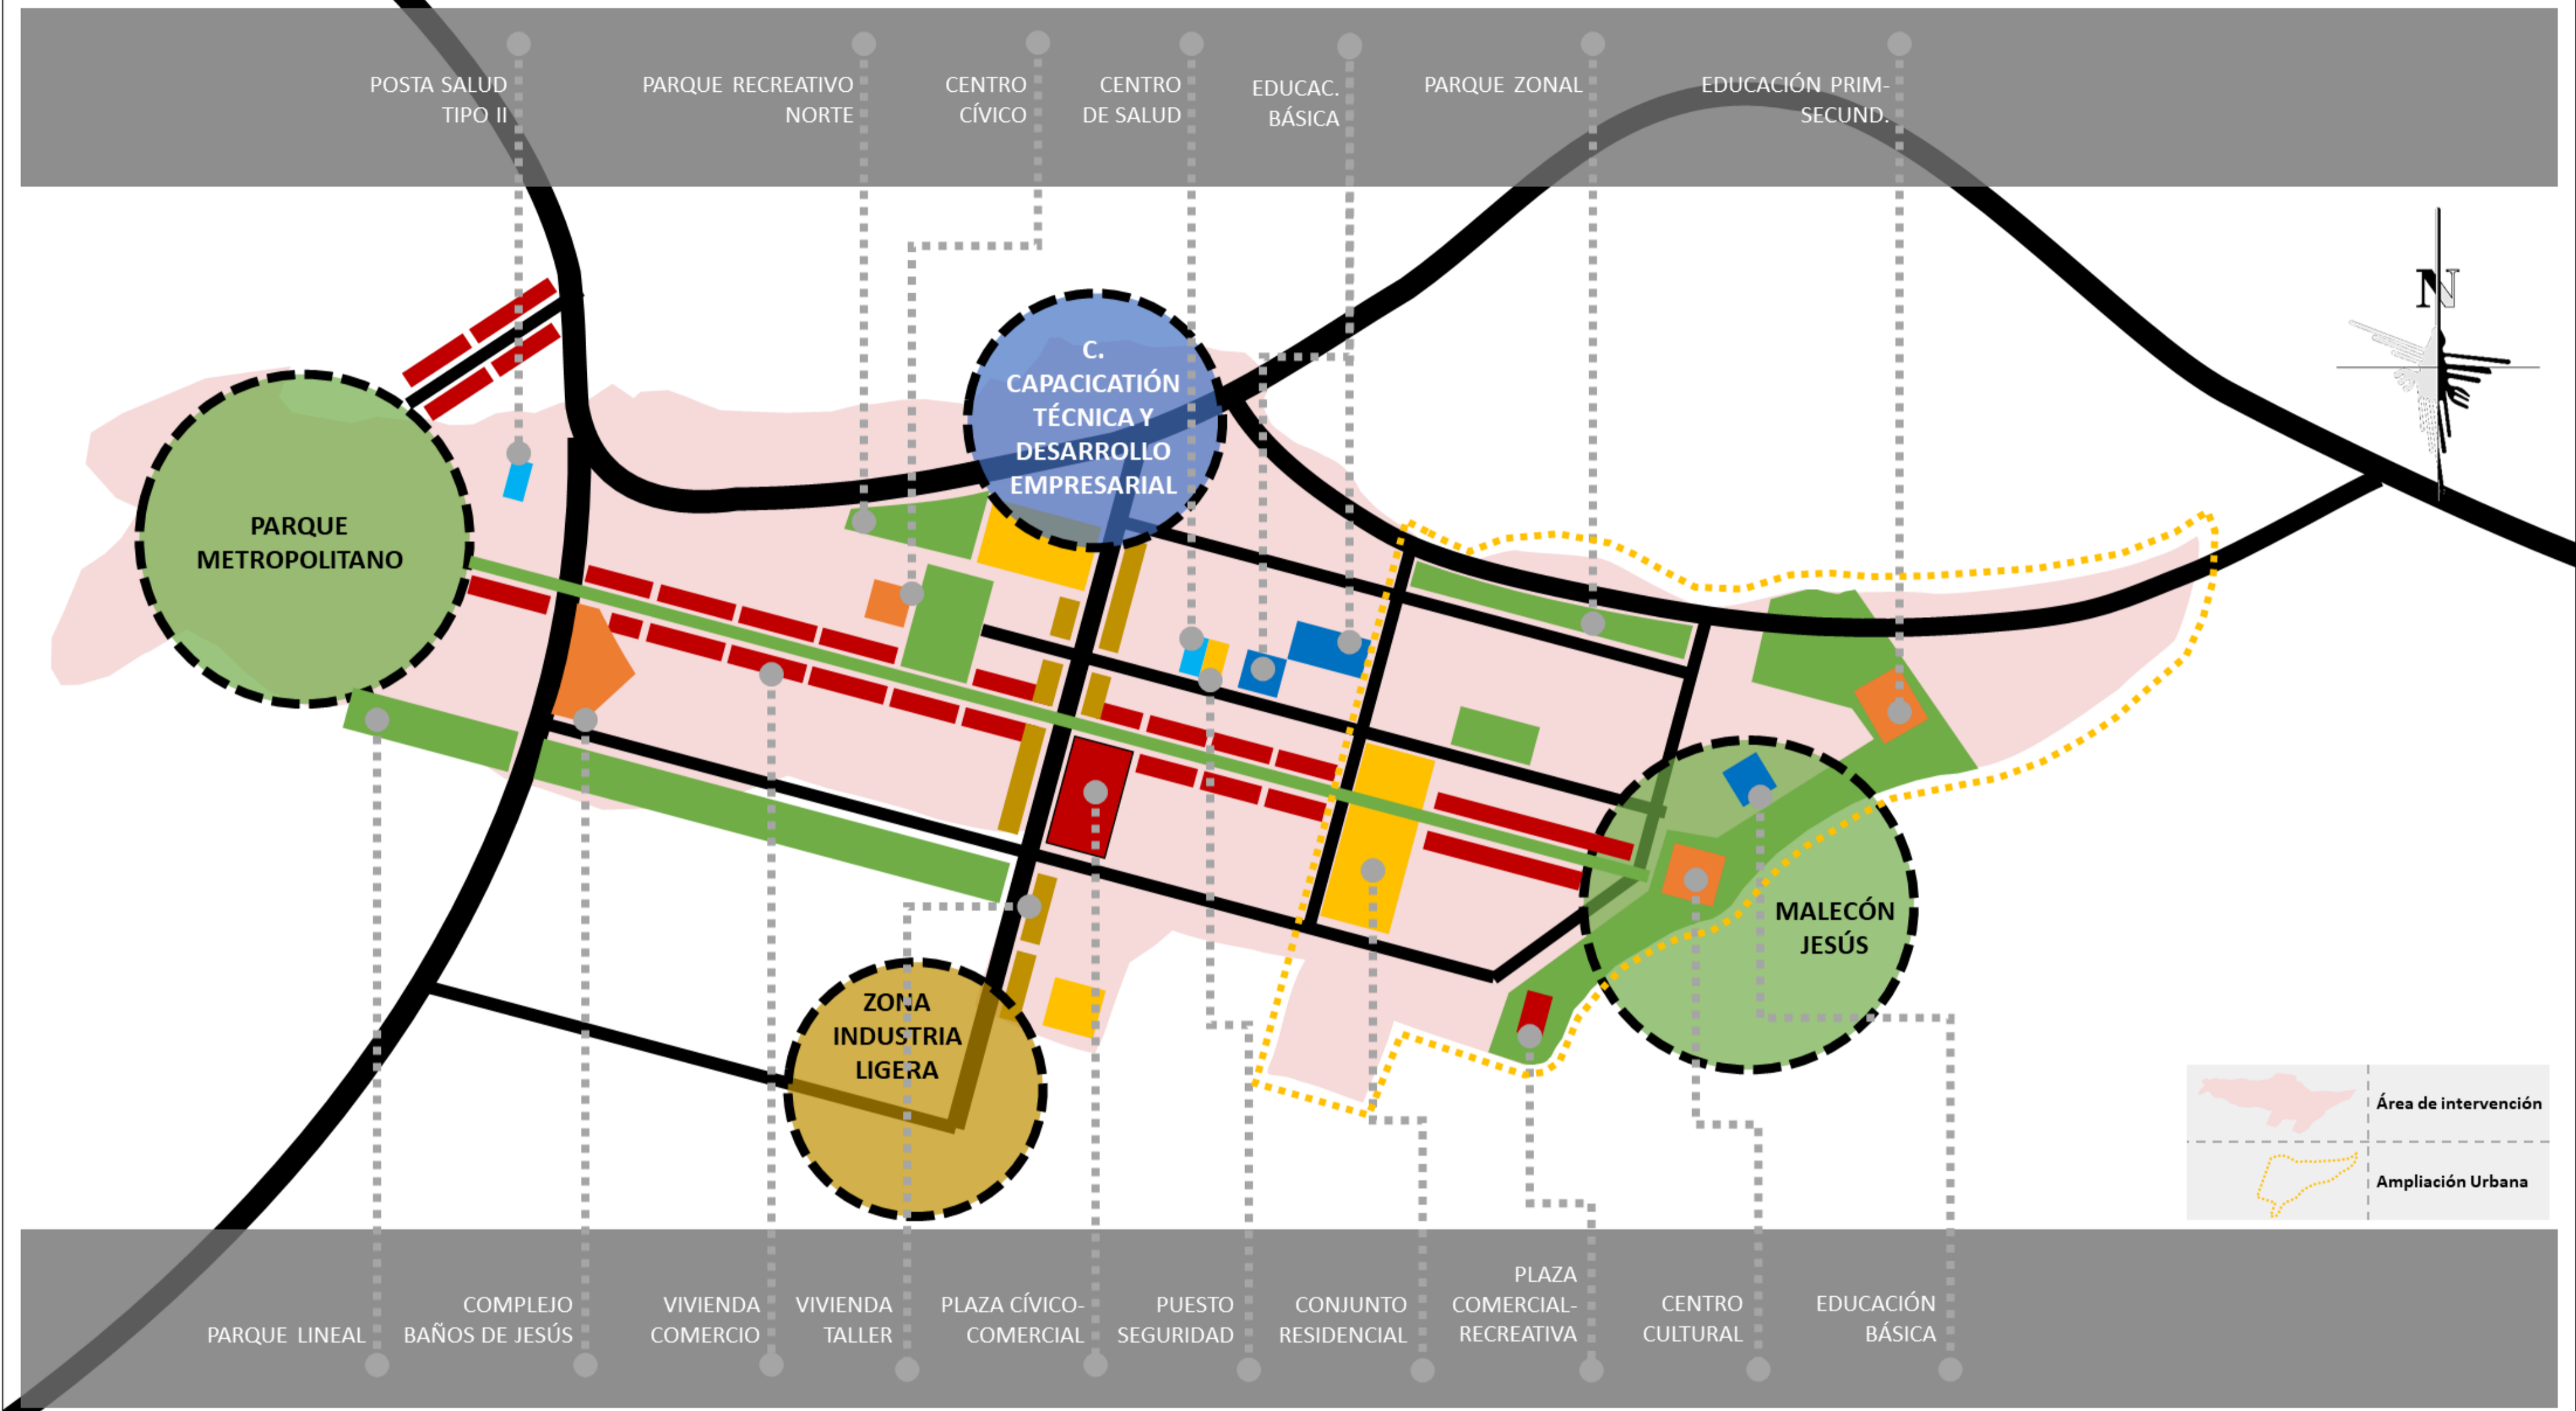 POSTA SALUD
TIPO II
PARQUE RECREATIVO
NORTE
CENTRO
CÍVICO
CENTRO
DE SALUD
EDUCAC.
BÁSICA
PARQUE ZONAL
EDUCACIÓN PRIM-
SECUND.
N
C.
CAPACICATIÓN
TÉCNICA Y
DESARROLLO
EMPRESARIAL
PARQUE
METROPOLITANO
MALECÓN
JESÚS
ZONA
INDUSTRIA
LIGERA
Área de intervención
Ampliación Urbana
PARQUE LINEAL
COMPLEJO
BAÑOS DE JESÚS
VIVIENDA
COMERCIO
VIVIENDA
TALLER
PLAZA CÍVICO-
COMERCIAL
PUESTO
SEGURIDAD
CONJUNTO
RESIDENCIAL
PLAZA
COMERCIAL-
RECREATIVA
CENTRO
CULTURAL
EDUCACIÓN
BÁSICA